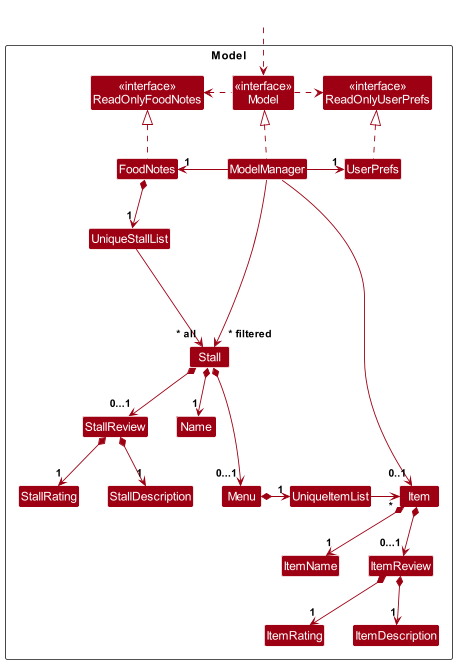 Model
«interface»
ReadOnlyFoodNotes
«interface»
Model
«interface»
ReadOnlyUserPrefs
FoodNotes
1
ModelManager
1
UserPrefs
1
UniqueStallList
* all
* filtered
Stall
0...1
1
StallReview
Name
1
1
0...1
1
0..1
*
StallRating
StallDescription
Menu
UniqueItemList
Item
1
0...1
ItemName
ItemReview
1
1
ItemRating
ItemDescription